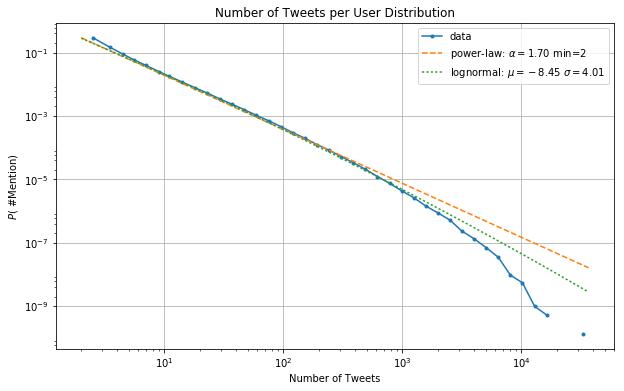 Number of Tweets per User Distribution
data
power-law: α = 1.70 min=2
lognormal: μ = −8.45 σ = 4.01
P( #Mention)
10⁻¹
10⁻³
10⁻⁵
10⁻⁷
10⁻⁹
10¹ 10² 10³ 10⁴
Number of Tweets